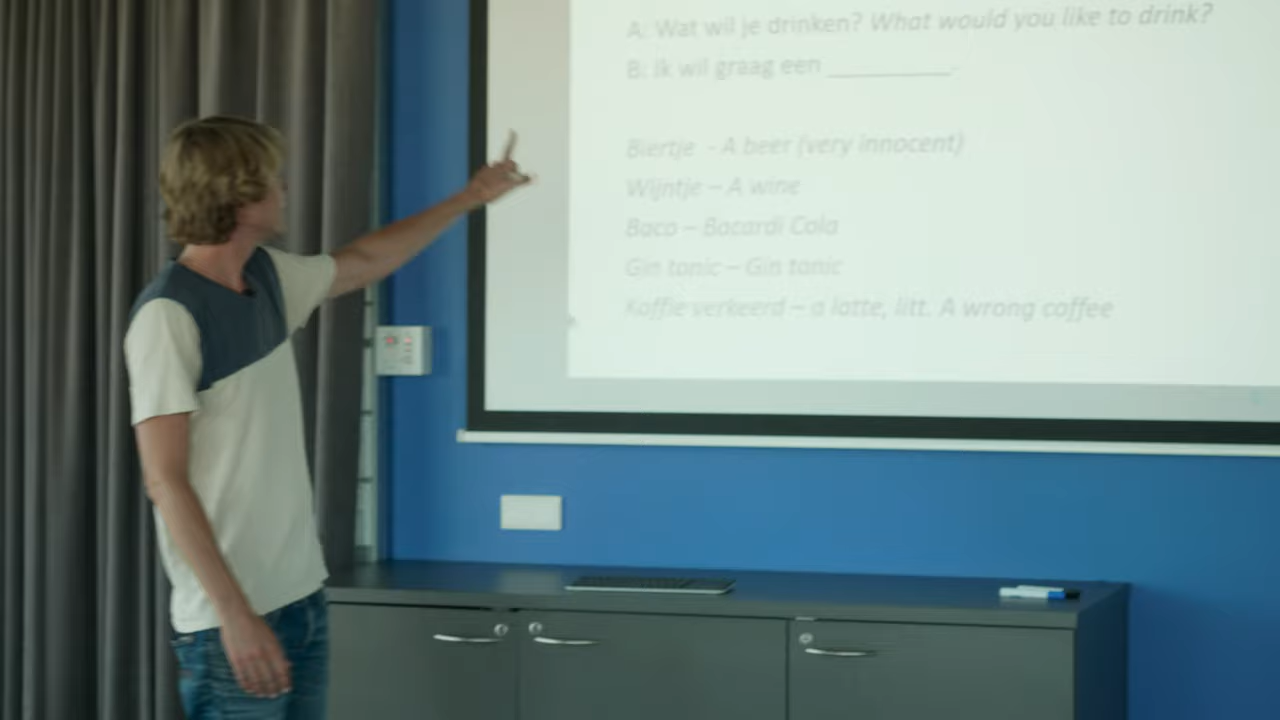 A: Wat wil je drinken? What would you like to drink?
B: Ik wil graag een __________.
Biertje - A beer (very innocent)
Wijntje – A wine
Baco – Bacardi Cola
Gin tonic – Gin tonic
Koffie verkeerd – a latte, litt. A wrong coffee